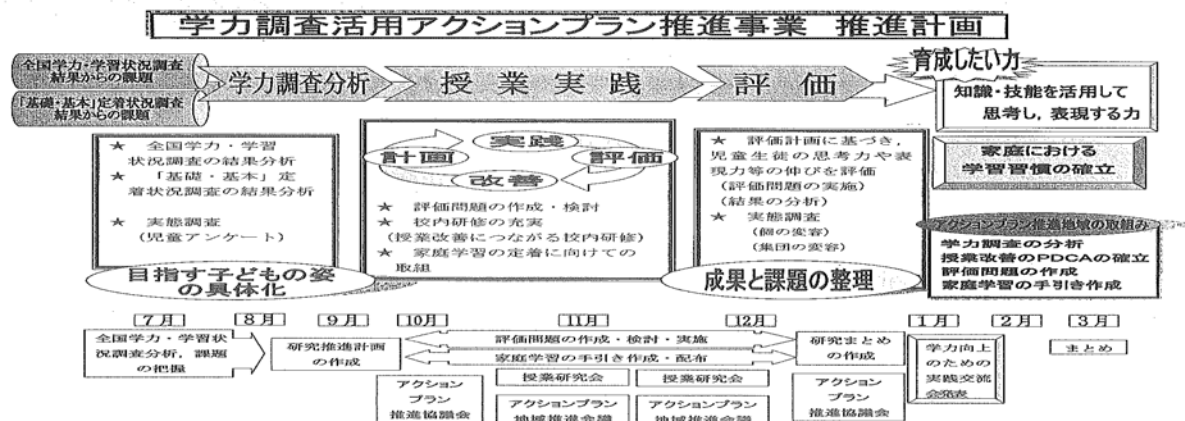 学力調査活用アクションプラン推進事業 推進計画
全国学力・学習状況調査
結果からの課題
「基礎・基本」定着状況調査
結果からの課題
学力調査分析
授業実践
評価
育成したい力
知識・技能を活用して
思考し，表現する力
★ 全国学力・学習
状況調査の結果分析
★ 「基礎・基本」定
着状況調査の結果分析
★ 実態調査
（児童アンケート）
目指す子どもの姿
の具体化
実践
計画
評価
改善
★ 評価問題の作成・検討
★ 校内研修の充実
（授業改善につながる校内研修）
★ 家庭学習の定着に向けての
取組
★ 評価計画に基づき，
児童生徒の思考力や表
現力等の伸びを評価
（評価問題の実施）
（結果の分析）
★ 実態調査
（個の変容）
（集団の変容）
成果と課題の整理
家庭における
学習習慣の確立
アクションプラン推進地域の取組み
学力調査の分析
授業改善のPDCAの確立
評価問題の作成
家庭学習の手引き作成
7月
8月
9月
10月
11月
12月
1月
2月
3月
全国学力・学習状
況調査分析，課題
の把握
研究推進計画
の作成
評価問題の作成・検討・実施
家庭学習の手引き作成・配布
研究まとめ
の作成
学力向上
のための
実践交流
会発表
まとめ
アクション
プラン
推進協議会
授業研究会
アクションプラン
地域推進会議
授業研究会
アクションプラン
地域推進会議
アクション
プラン
推進協議会